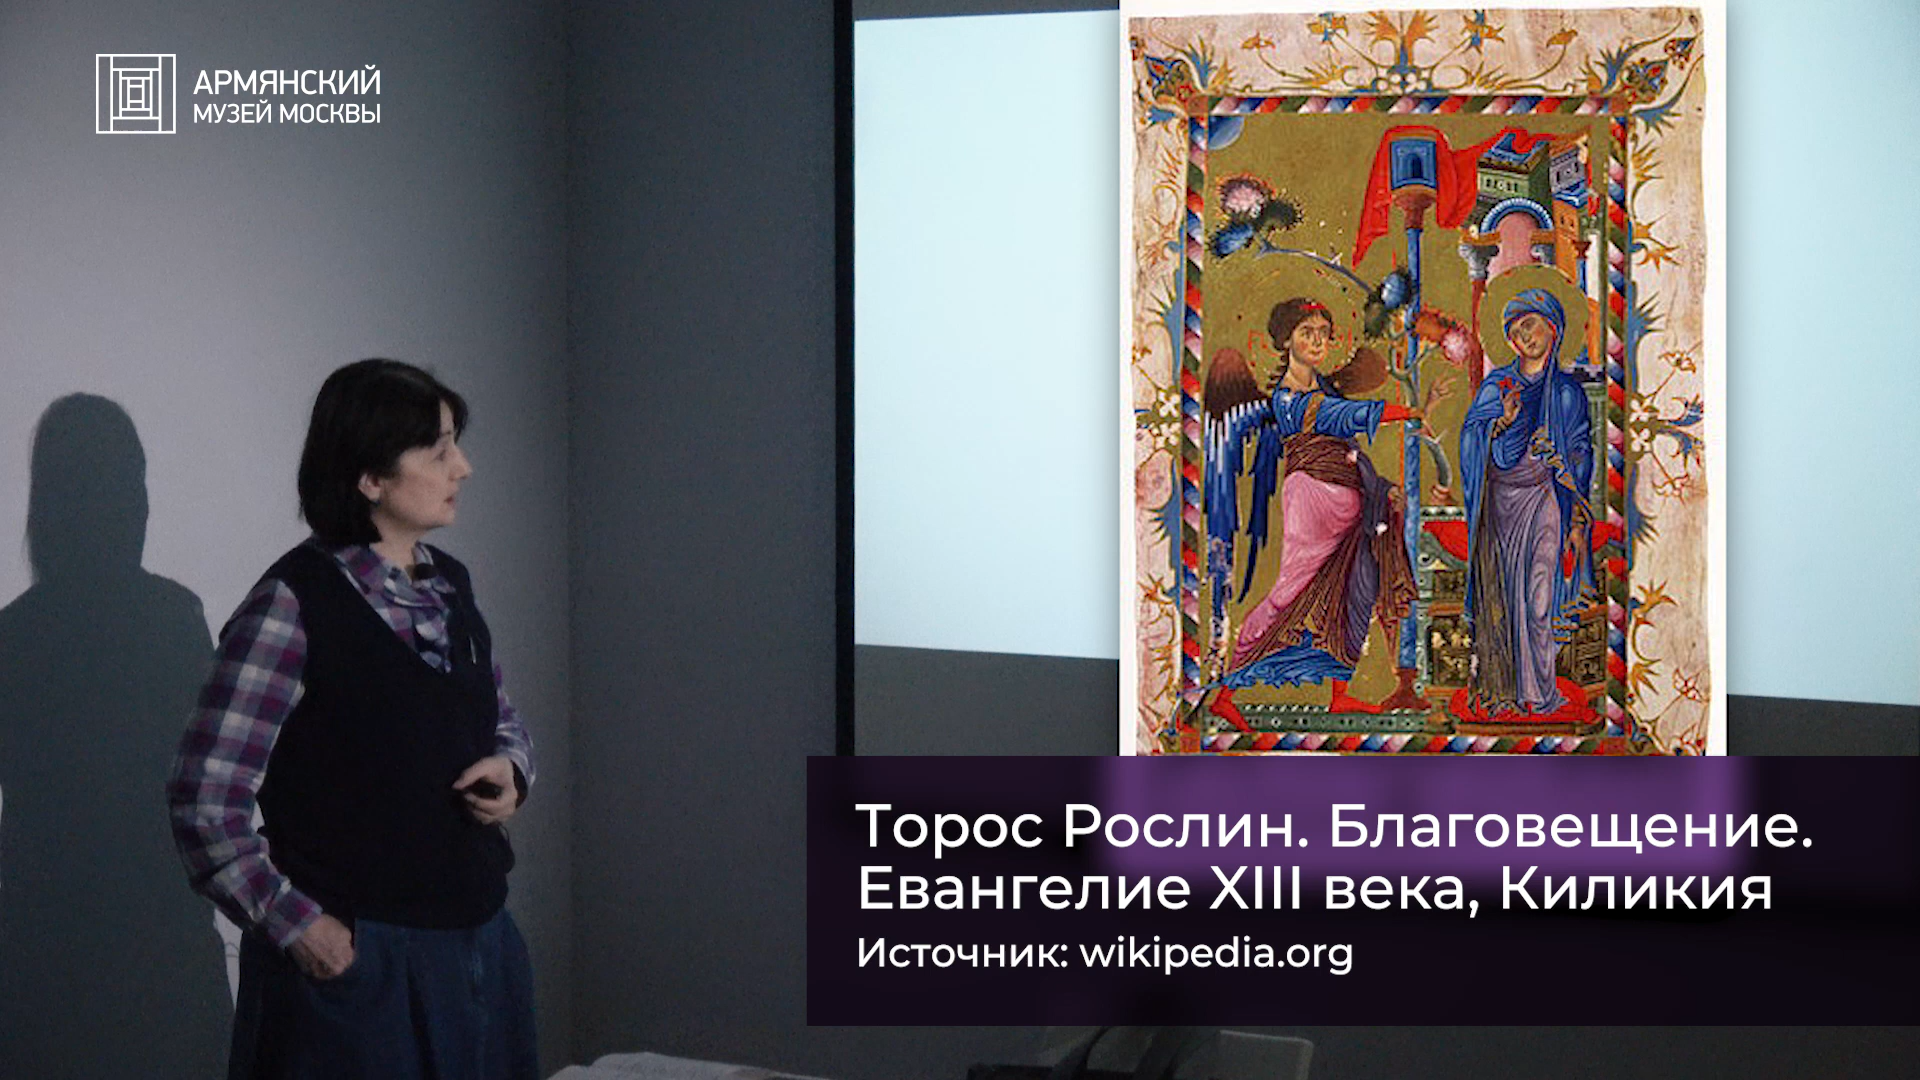 АРМЯНСКИЙ
МУЗЕЙ МОСКВЫ
Торос Рослин. Благовещение.
Евангелие XIII века, Киликия
Источник: wikipedia.org